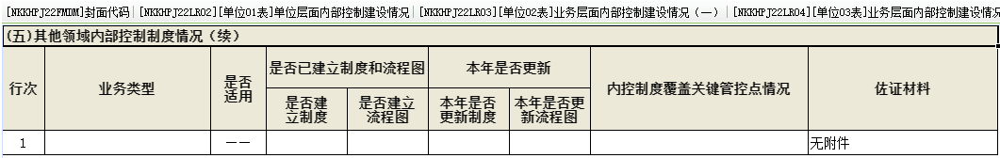 [NKKHPJ22FMDM]封面代码|[NKKHPJ22LR02][单位01表]单位层面内部控制建设情况|[NKKHPJ22LR03][单位02表]业务层面内部控制建设情况（一）|[NKKHPJ22LR04][单位03表]业务层面内部控制建设情况
(五)其他领域内部控制制度情况（续）
行次 业务类型 是否适用 是否已建立制度和流程图 本年是否更新 内控制度覆盖关键管控点情况 佐证材料
是否建立制度 是否建立流程图 本年是否更新制度 本年是否更新流程图
1 —— 无附件